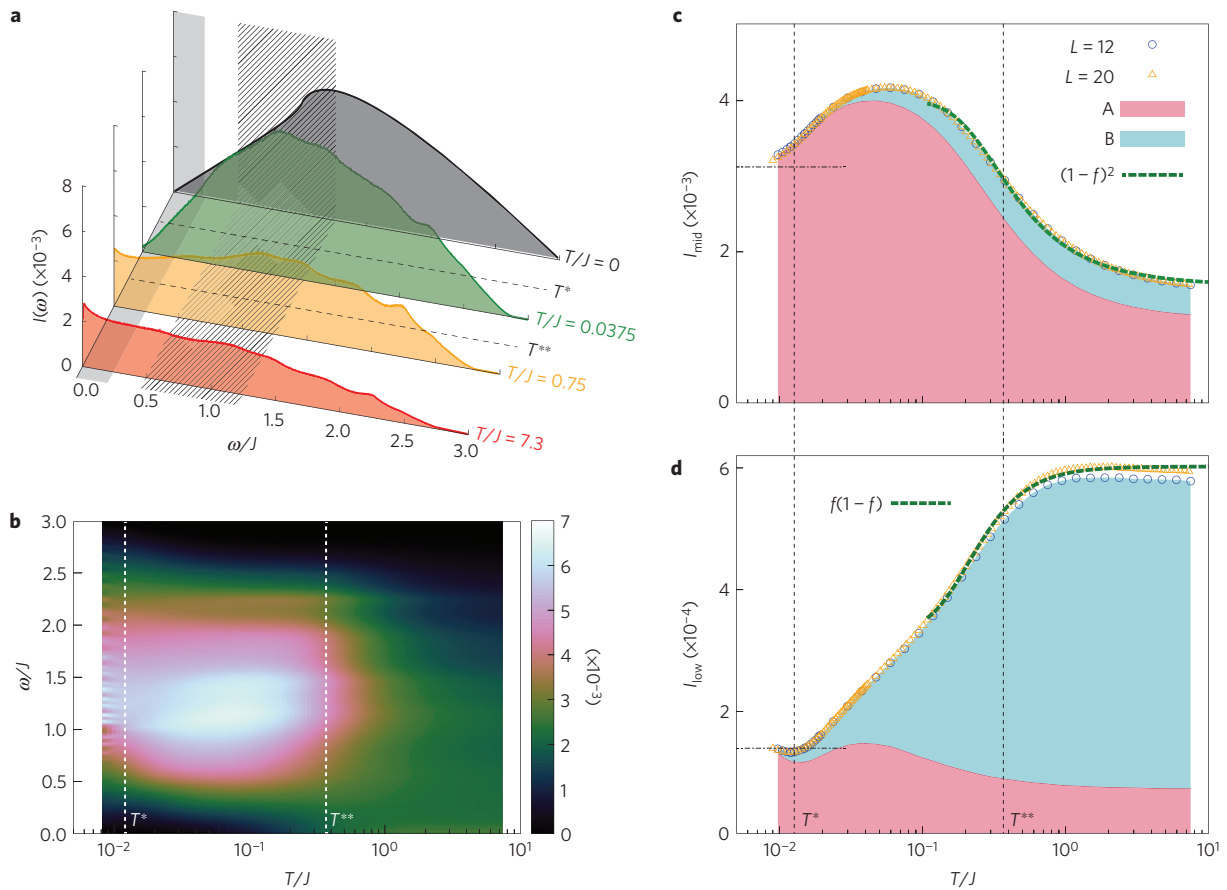 a
8
6
4
2
0
I(ω) (×10⁻³)
0.0
0.5
1.0
1.5
2.0
2.5
3.0
ω/J
T/J = 0
T*
T/J = 0.0375
T**
T/J = 0.75
T/J = 7.3
b
3.0
2.5
2.0
1.5
1.0
0.5
0.0
ω/J
T*
T**
10⁻² 10⁻¹ 10⁰ 10¹
T/J
7
6
5
4
3
2
1
0
(×10⁻³)
c
4
2
0
I_mid (×10⁻³)
L = 12
L = 20
A
B
(1 – f)²
d
6
4
2
0
I_low (×10⁻⁴)
f(1 – f)
T*
T**
10⁻² 10⁻¹ 10⁰ 10¹
T/J